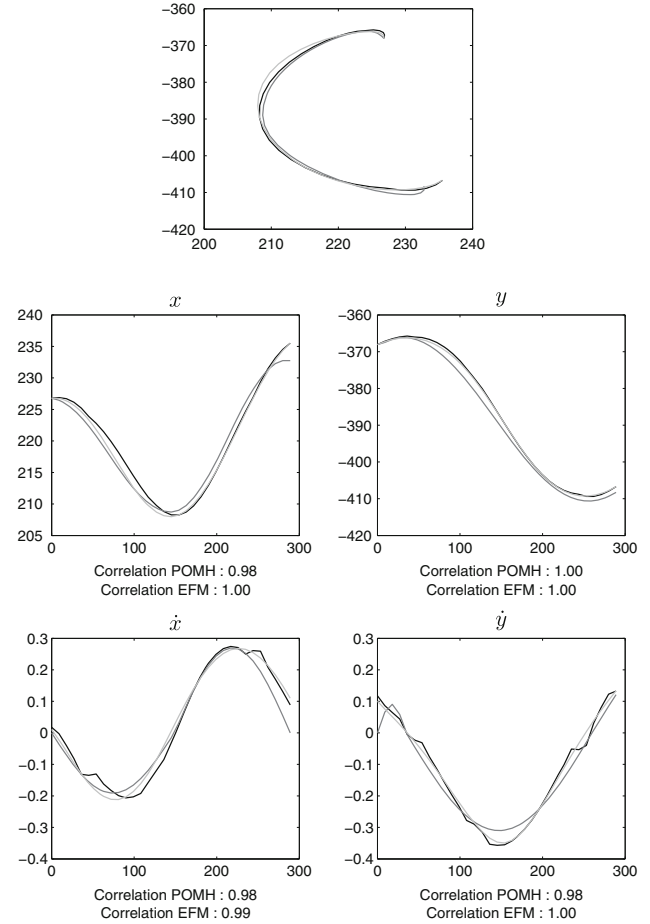 −360
−370
−380
−390
−400
−410
−420
200 210 220 230 240
x
240
235
230
225
220
215
210
205
0 100 200 300
Correlation POMH : 0.98
Correlation EFM : 1.00
y
−360
−370
−380
−390
−400
−410
−420
0 100 200 300
Correlation POMH : 1.00
Correlation EFM : 1.00
ẋ
0.3
0.2
0.1
0
−0.1
−0.2
−0.3
−0.4
0 100 200 300
Correlation POMH : 0.98
Correlation EFM : 0.99
ẏ
0.3
0.2
0.1
0
−0.1
−0.2
−0.3
−0.4
0 100 200 300
Correlation POMH : 0.98
Correlation EFM : 1.00